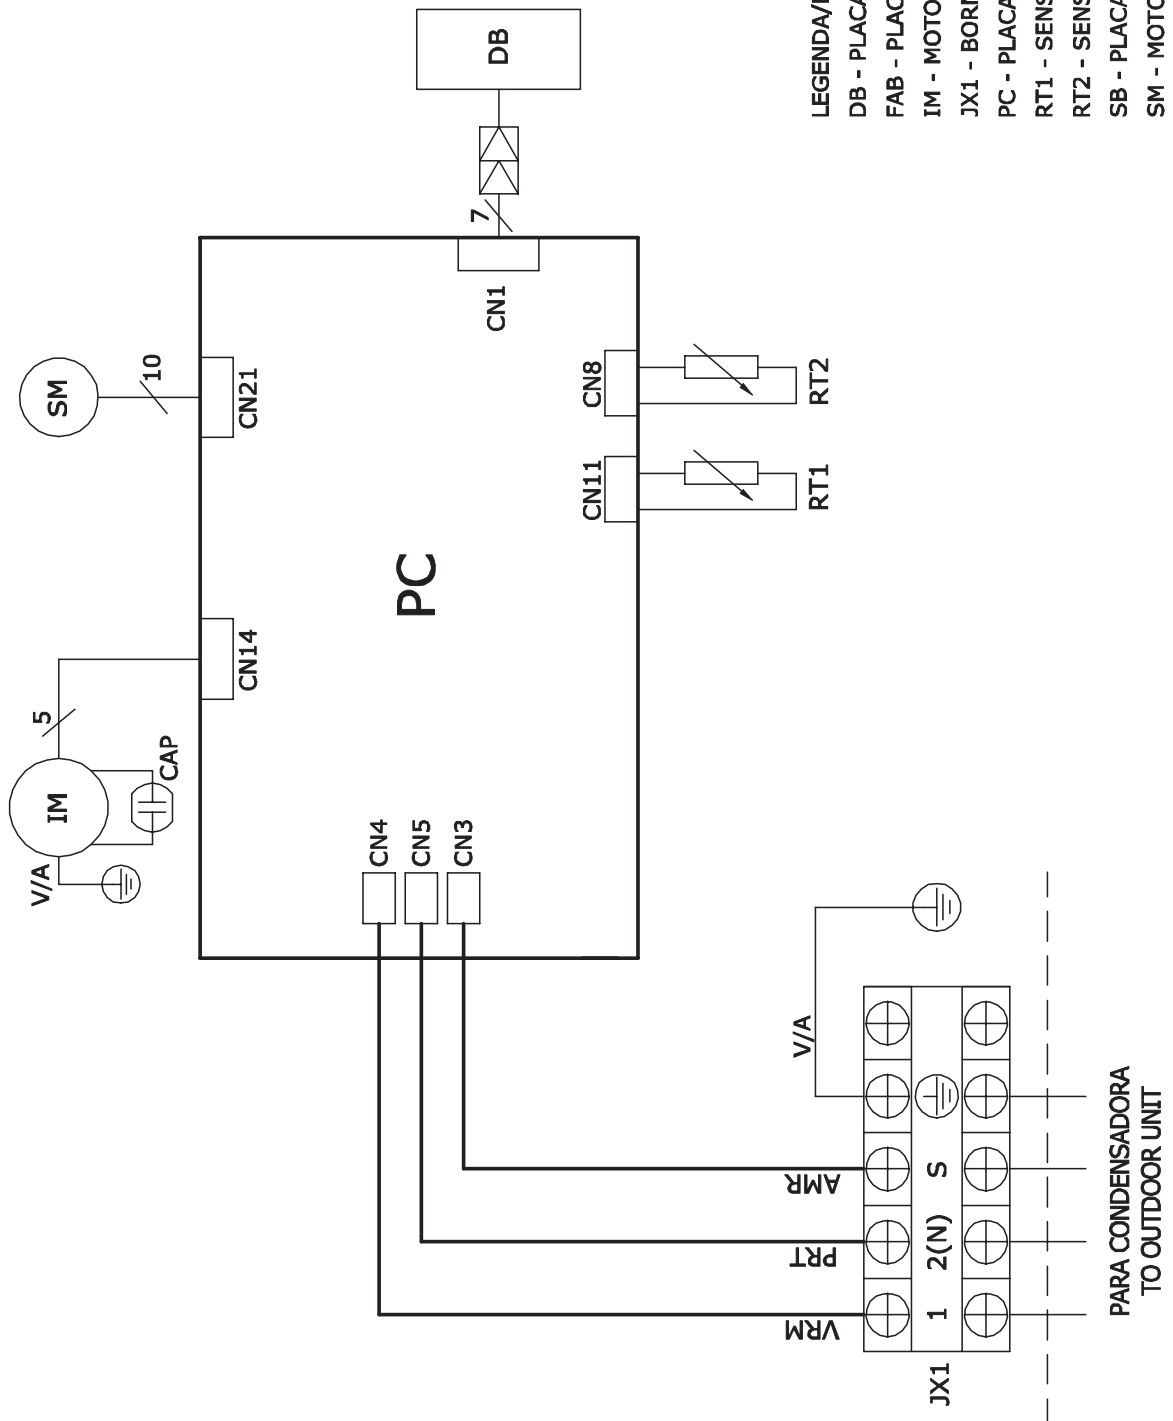 V/A
IM
5
SM
CAP
10
CN14
CN21
CN4
CN5
CN3
PC
7
DB
CN1
CN11
CN8
RT1
RT2
VRM
PRT
AMR
V/A
JX1
1
2(N)
S
PARA CONDENSADORA
TO OUTDOOR UNIT
LEGENDA/
DB - PLACA
FAB - PLAC
IM - MOTO
JX1 - BORN
PC - PLACA
RT1 - SENS
RT2 - SENS
SB - PLACA
SM - MOTO